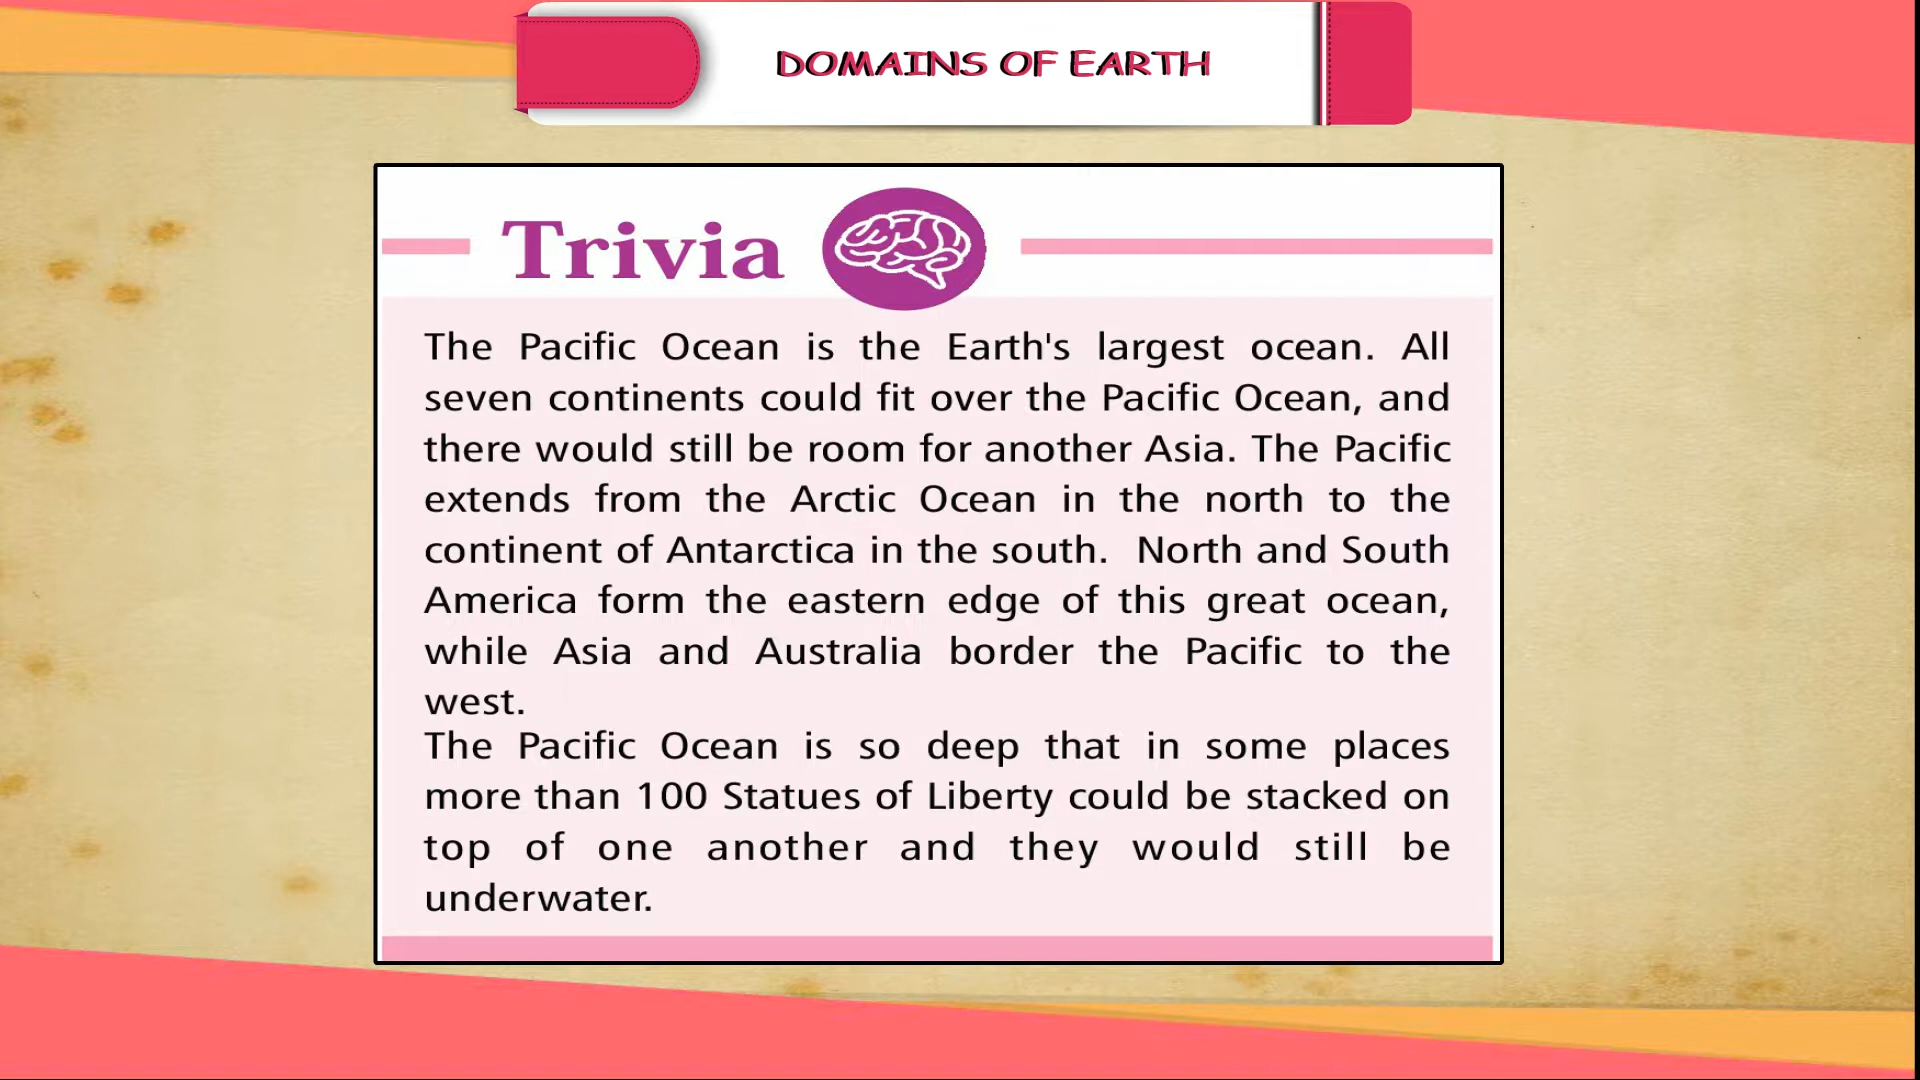 DOMAINS OF EARTH
Trivia
The Pacific Ocean is the Earth's largest ocean. All
seven continents could fit over the Pacific Ocean, and
there would still be room for another Asia. The Pacific
extends from the Arctic Ocean in the north to the
continent of Antarctica in the south. North and South
America form the eastern edge of this great ocean,
while Asia and Australia border the Pacific to the
west.
The Pacific Ocean is so deep that in some places
more than 100 Statues of Liberty could be stacked on
top of one another and they would still be
underwater.